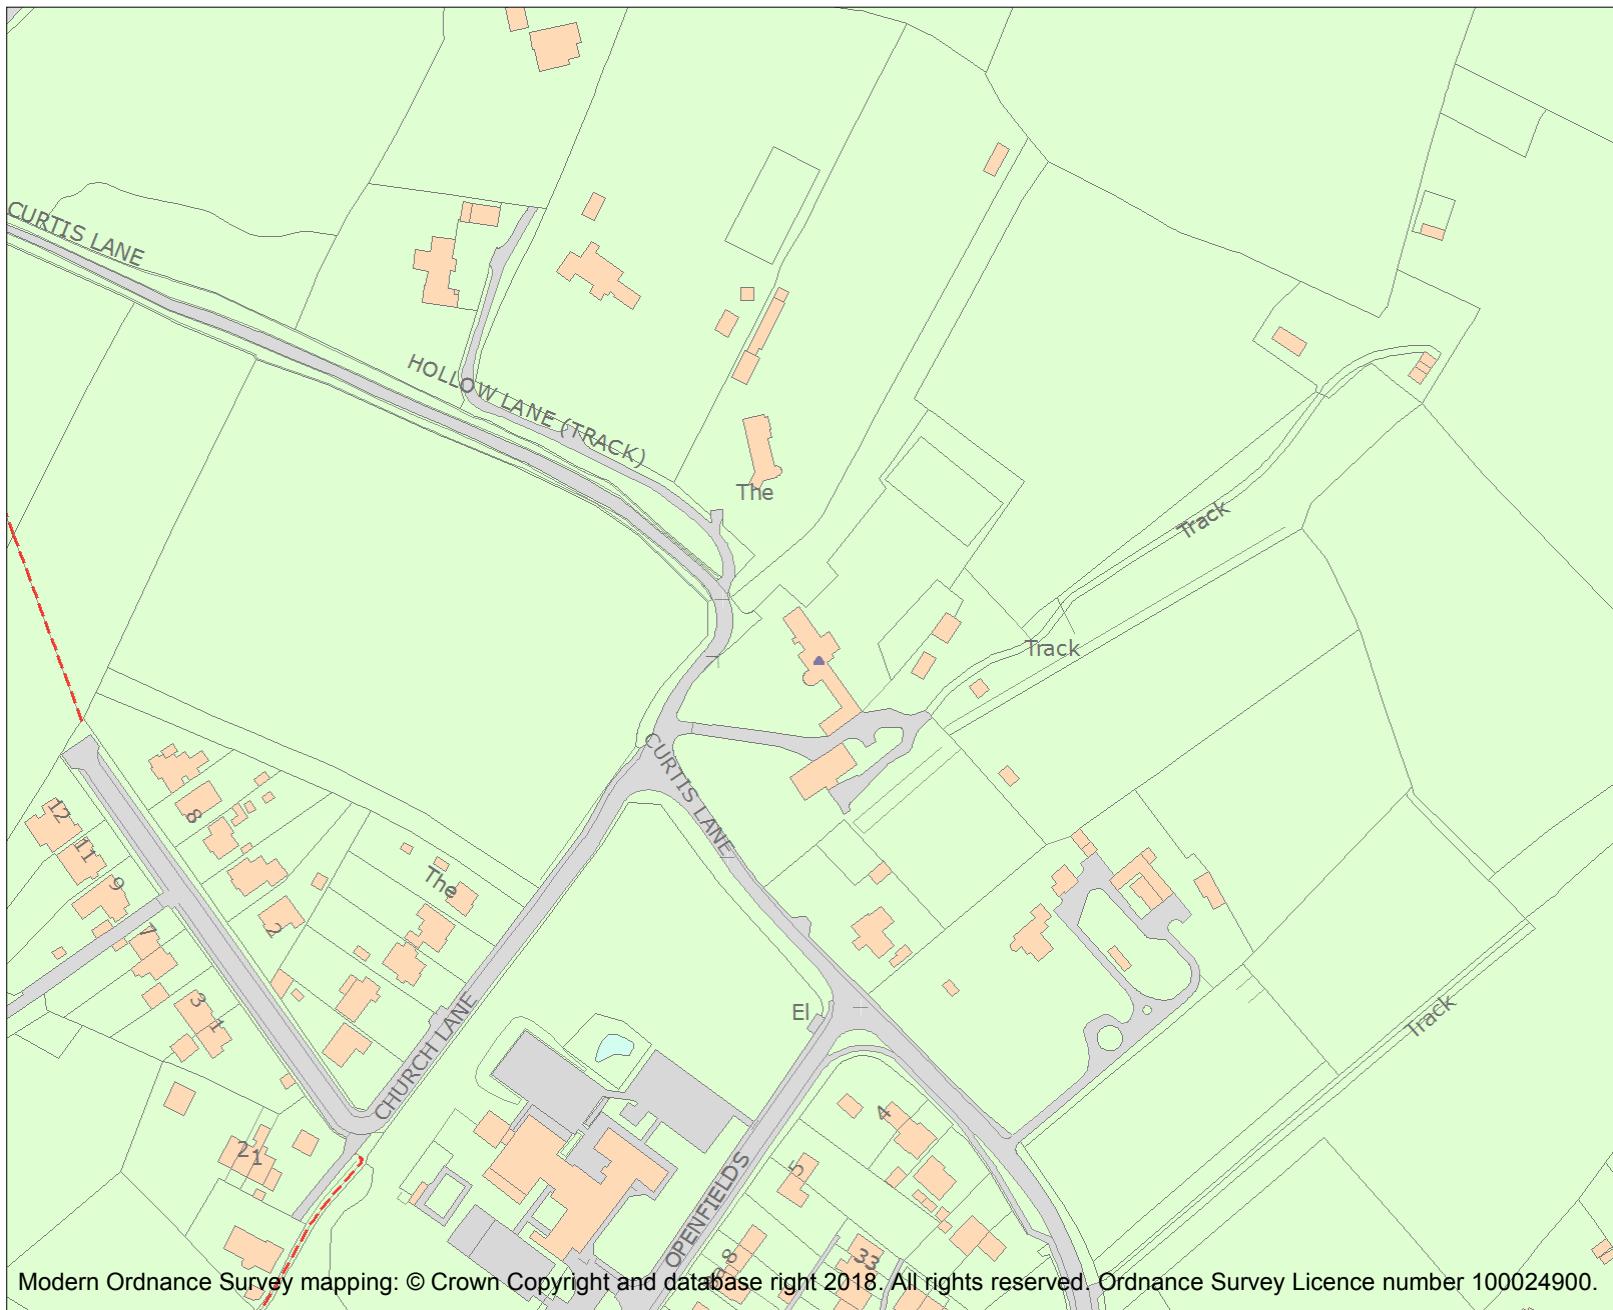 CURTIS LANE
HOLLOW LANE (TRACK)
The
Track
Track
CURTIS LANE
12
11
9
8
7
2
3
1
The
El
Track
CHURCH LANE
21
4
5
OPENFIELDS
8
33
Modern Ordnance Survey mapping: © Crown Copyright and database right 2018. All rights reserved. Ordnance Survey Licence number 100024900.